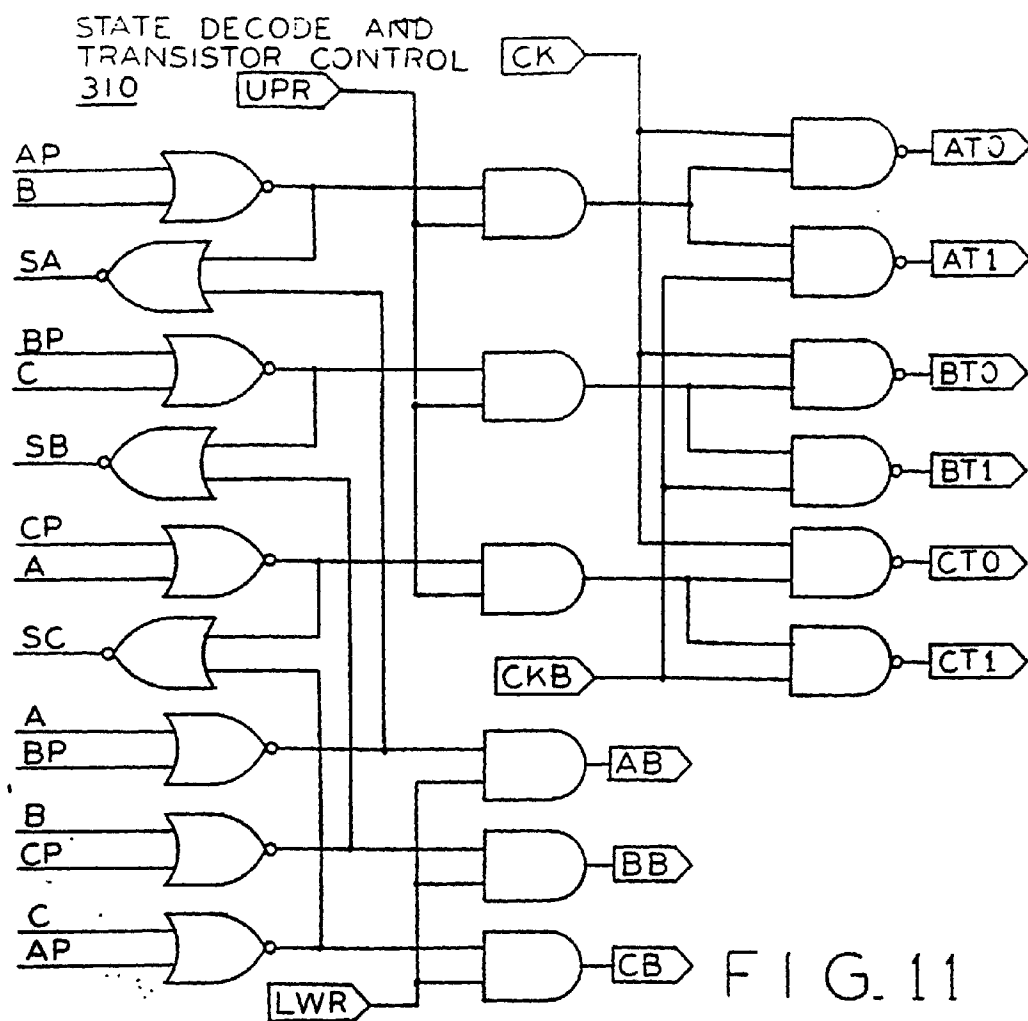 STATE DECODE AND
TRANSISTOR CONTROL
310
UPR
CK
AP
B
AT0
SA
AT1
BP
C
BT0
SB
BT1
CP
A
CT0
SC
CKB
CT1
A
BP
AB
B
CP
BB
C
AP
CB
LWR
FIG. 11